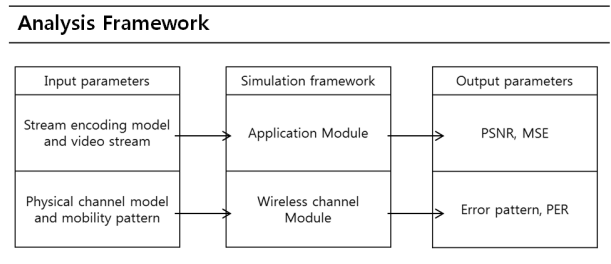 Analysis Framework
Input parameters
Stream encoding model
and video stream
Physical channel model
and mobility pattern
Simulation framework
Application Module
Wireless channel
Module
Output parameters
PSNR, MSE
Error pattern, PER